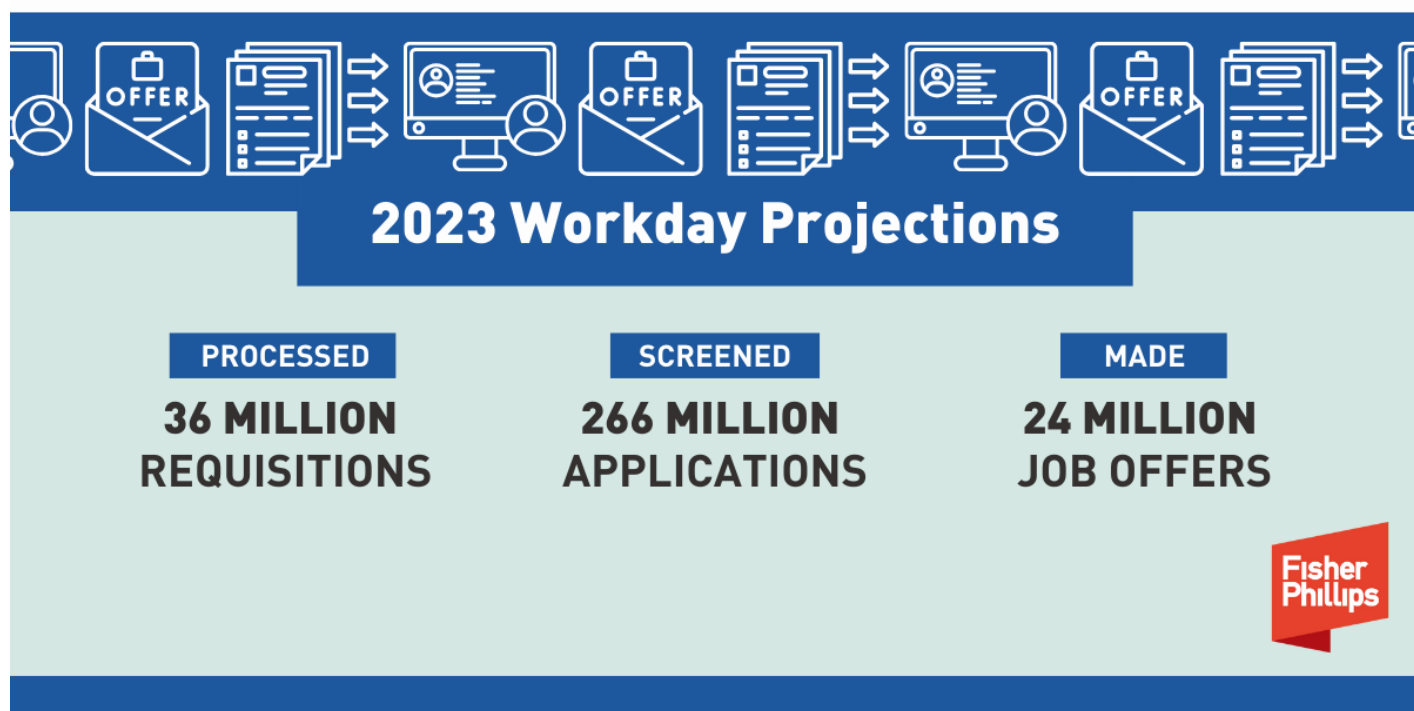 OFFER OFFER OFFER
2023 Workday Projections
PROCESSED
36 MILLION
REQUISITIONS
SCREENED
266 MILLION
APPLICATIONS
MADE
24 MILLION
JOB OFFERS
Fisher
Phillips